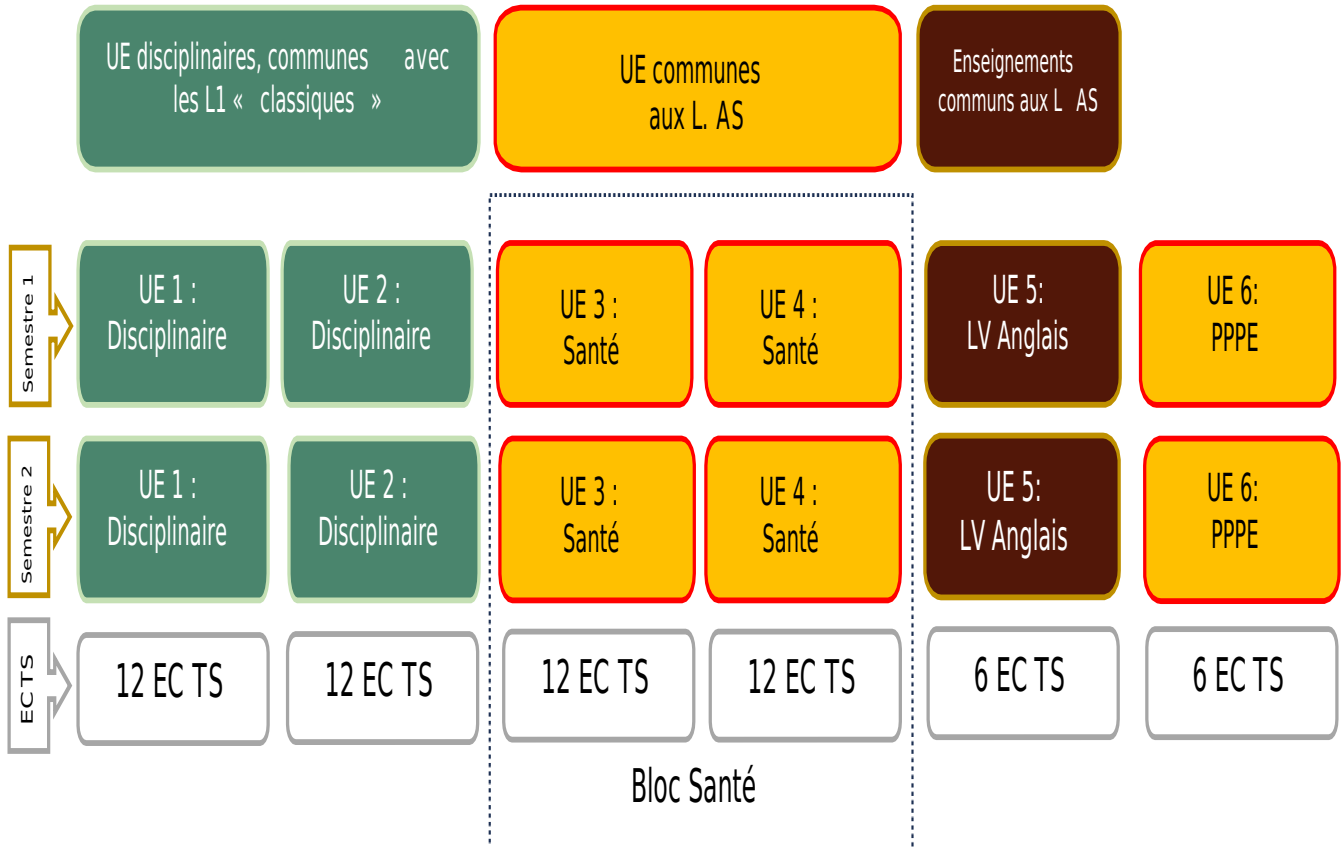 UE disciplinaires, communes avec
les L1 « classiques »
UE communes
aux L. AS
Enseignements
communs aux L AS
Semestre 1
UE 1 :
Disciplinaire
UE 2 :
Disciplinaire
UE 3 :
Santé
UE 4 :
Santé
UE 5:
LV Anglais
UE 6:
PPPE
Semestre 2
UE 1 :
Disciplinaire
UE 2 :
Disciplinaire
UE 3 :
Santé
UE 4 :
Santé
UE 5:
LV Anglais
UE 6:
PPPE
ECTS
12 EC TS
12 EC TS
12 EC TS
12 EC TS
6 EC TS
6 EC TS
Bloc Santé